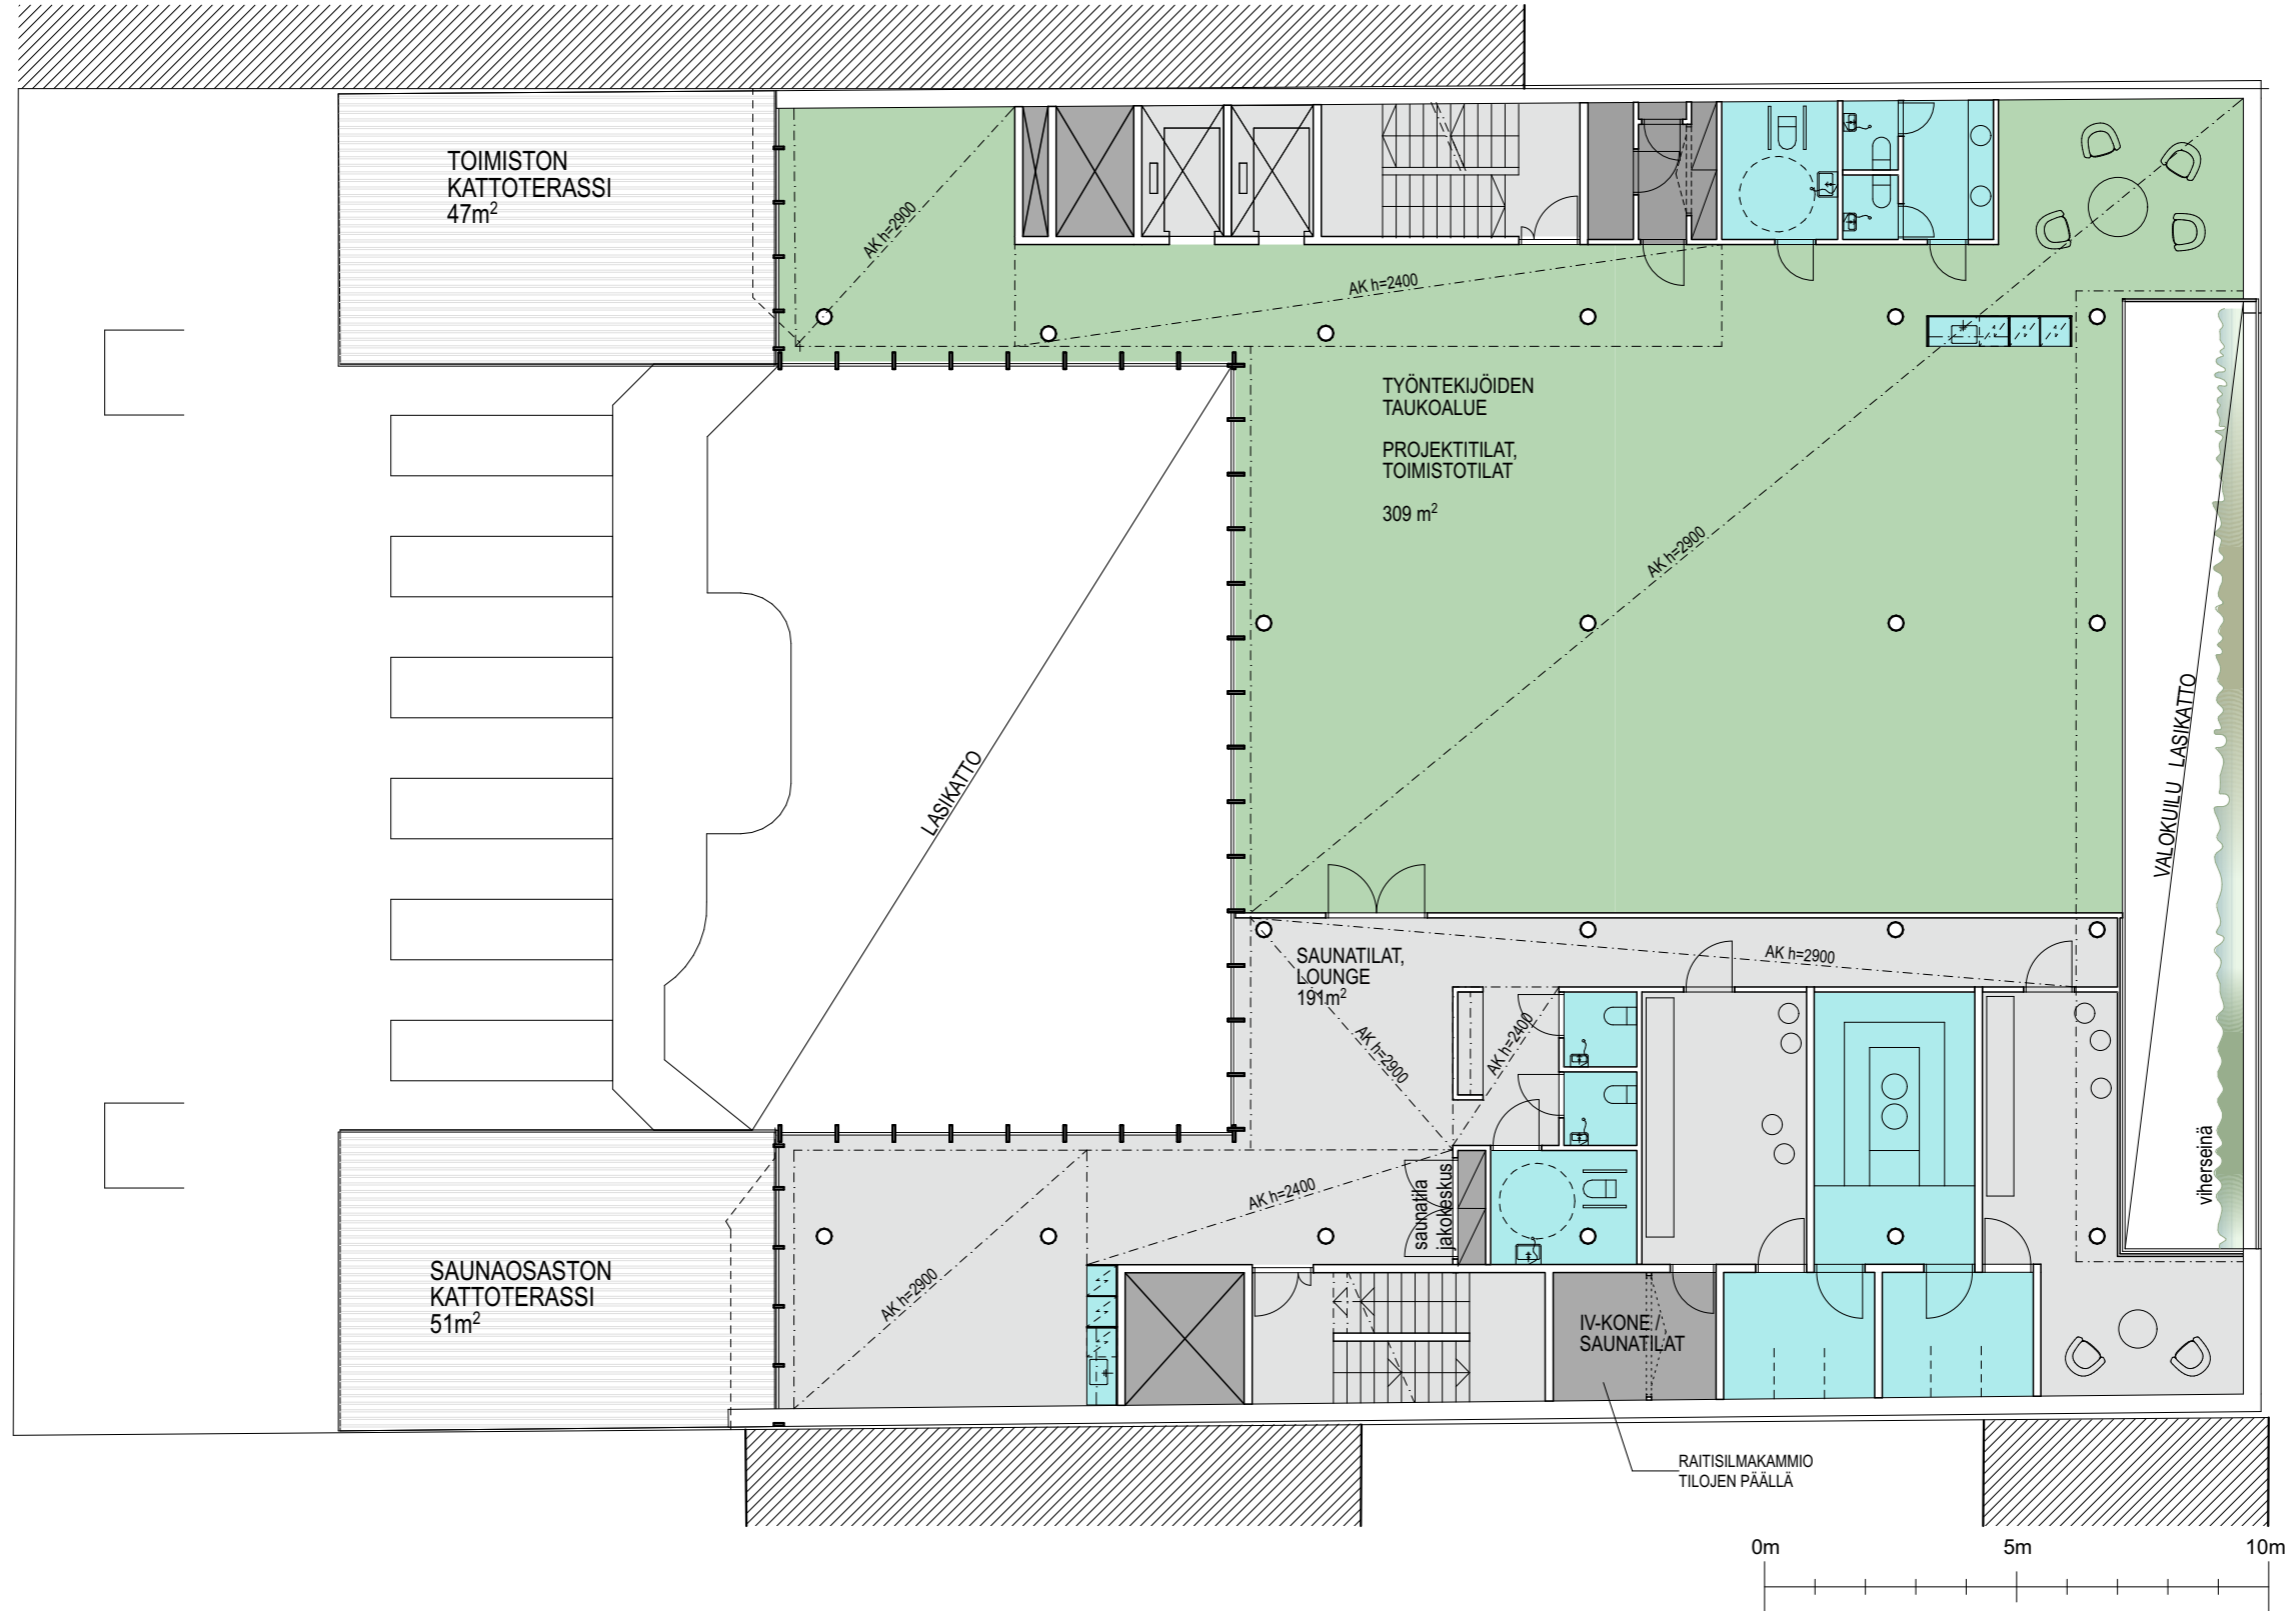 TOIMISTON
KATTOTERASSI
47m²
AK h=2900
AK h=2400
TYÖNTEKIJÖIDEN
TAUKOALUE
PROJEKTITILAT,
TOIMISTOTILAT
309 m²
AK h=2900
LASIKATTO
VALOKUILU LASIKATTO
SAUNATILAT,
LOUNGE
191m²
AK h=2900
AK h=2900
AK h=2400
viherseinä
saunatila
jakokeskus
AK h=2400
SAUNAOSASTON
KATTOTERASSI
51m²
AK h=2900
IV-KONE /
SAUNATILAT
RAITISILMAKAMMIO
TILOJEN PÄÄLLÄ
0m
5m
10m